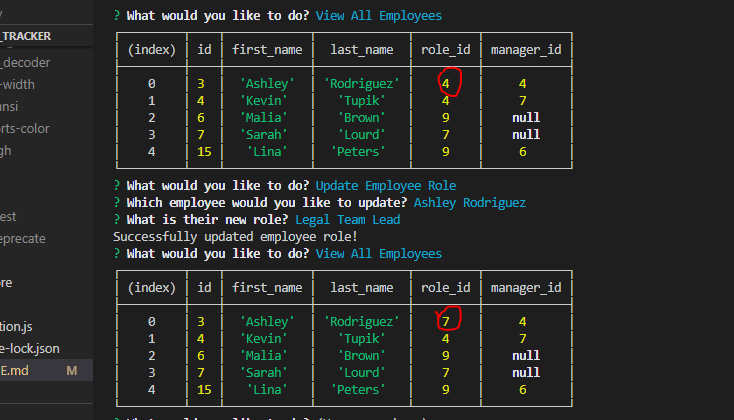 ? What would you like to do? View All Employees
_TRACKER
(index) id first_name last_name role_id manager_id
_decoder
0 3 'Ashley' 'Rodriguez' 4 4
-width
1 4 'Kevin' 'Tupik' 4 7
ansi
2 6 'Malia' 'Brown' 9 null
orts-color
3 7 'Sarah' 'Lourd' 7 null
gh
4 15 'Lina' 'Peters' 9 6
? What would you like to do? Update Employee Role
? Which employee would you like to update? Ashley Rodriguez
est
? What is their new role? Legal Team Lead
eprecate
Successfully updated employee role!
? What would you like to do? View All Employees
ore
(index) id first_name last_name role_id manager_id
0 3 'Ashley' 'Rodriguez' 7 4
tion.js
1 4 'Kevin' 'Tupik' 4 7
e-lock.json
2 6 'Malia' 'Brown' 9 null
E.md M
3 7 'Sarah' 'Lourd' 7 null
4 15 'Lina' 'Peters' 9 6